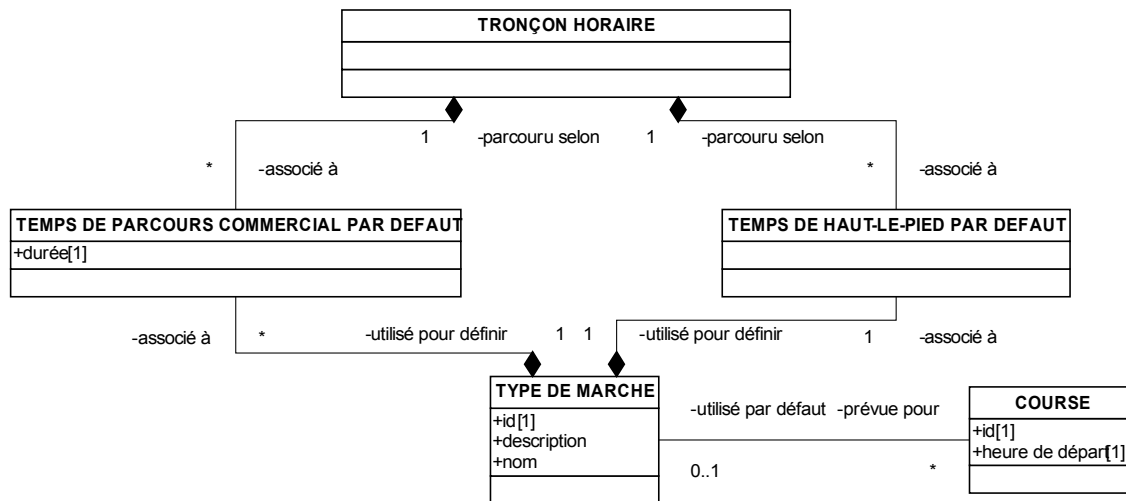 TRONÇON HORAIRE
1 -parcouru selon 1 -parcouru selon
* -associé à * -associé à
TEMPS DE PARCOURS COMMERCIAL PAR DEFAUT TEMPS DE HAUT-LE-PIED PAR DEFAUT
+durée[1]
-associé à * -utilisé pour définir 1 1 -utilisé pour définir 1 -associé à
TYPE DE MARCHE
+id[1]
+description
+nom
-utilisé par défaut -prévue pour
0..1 *
COURSE
+id[1]
+heure de départ[1]